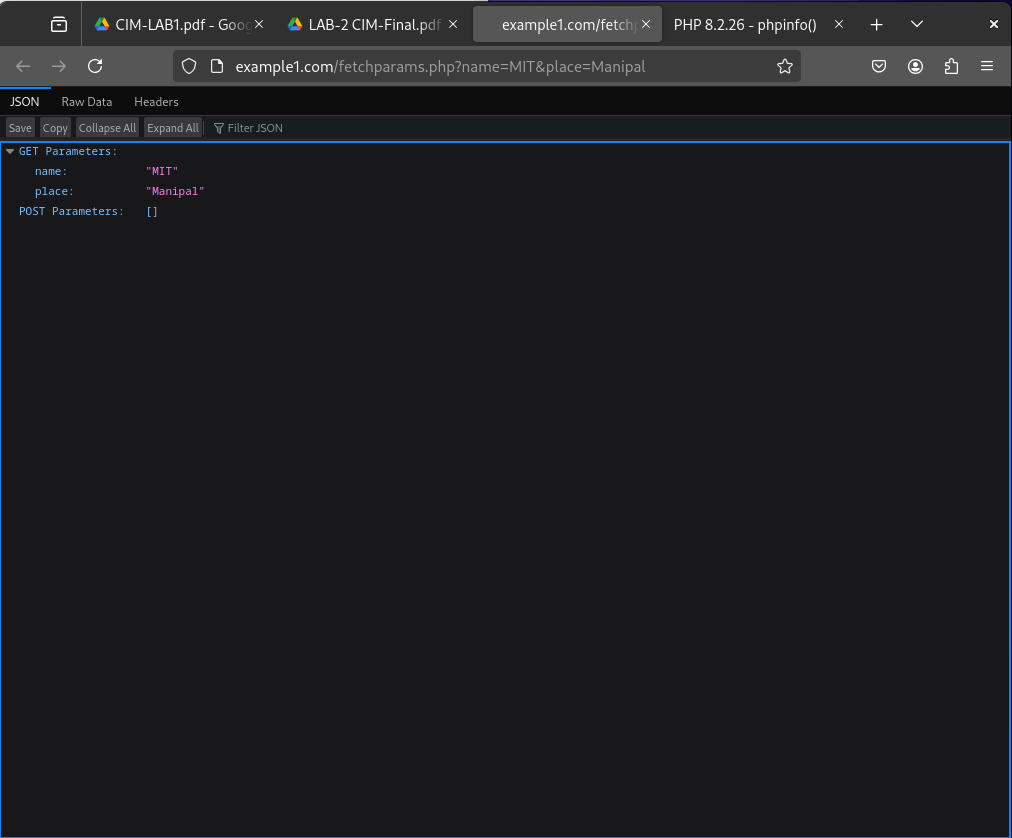 CIM-LAB1.pdf - Goog
LAB-2 CIM-Final.pdf
example1.com/fetchp
PHP 8.2.26 - phpinfo()
example1.com/fetchparams.php?name=MIT&place=Manipal
JSON Raw Data Headers
Save Copy Collapse All Expand All Filter JSON
GET Parameters:
name: "MIT"
place: "Manipal"
POST Parameters: []